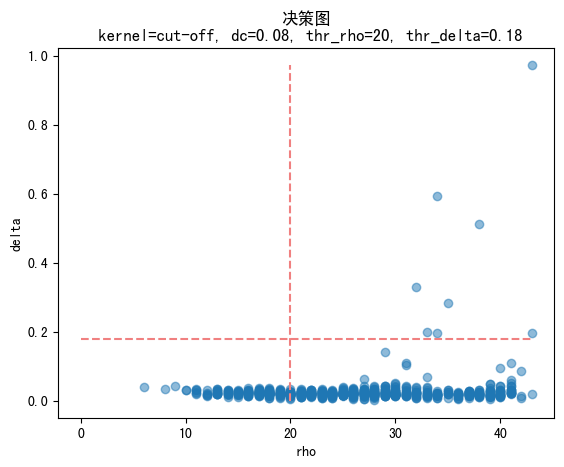 决策图
kernel=cut-off, dc=0.08, thr_rho=20, thr_delta=0.18
1.0
0.8
0.6
0.4
0.2
0.0
delta
0 10 20 30 40
rho